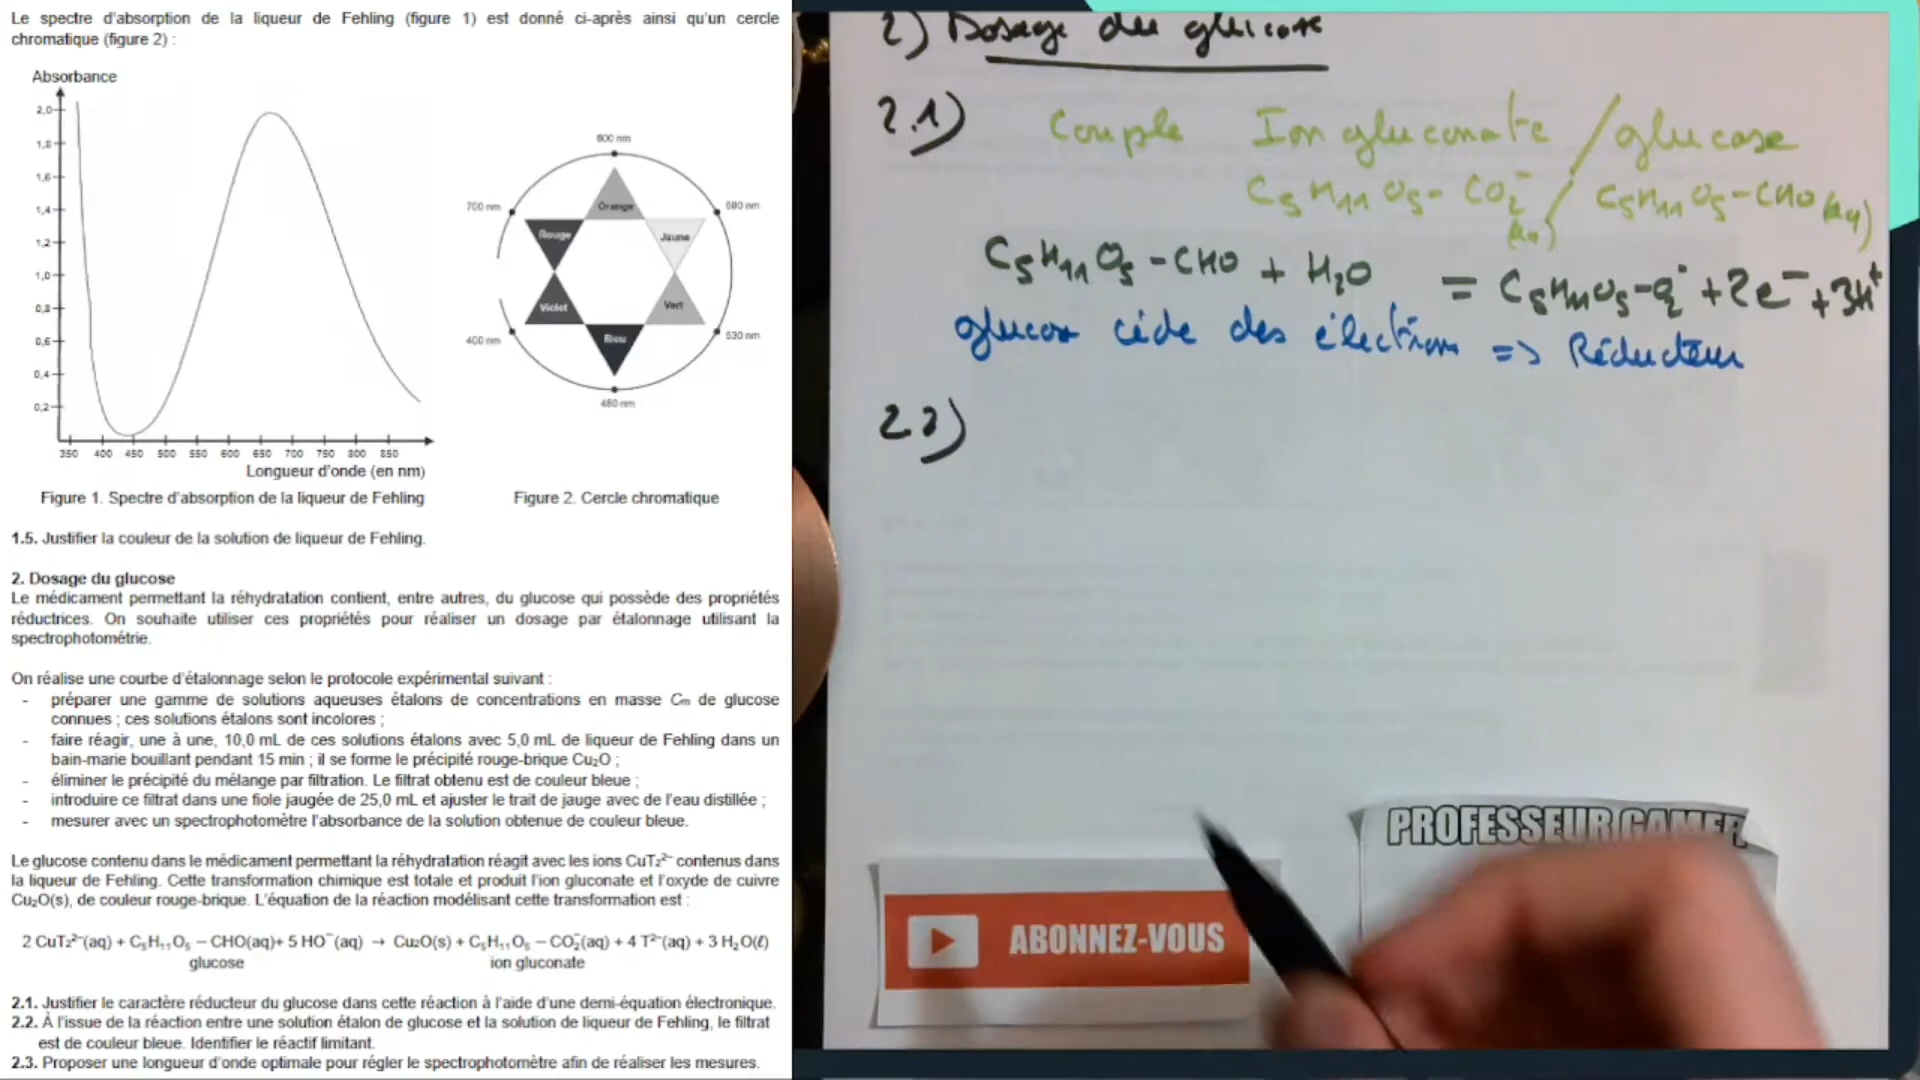 Le spectre d'absorption de la liqueur de Fehling (figure 1) est donné ci-après ainsi qu'un cercle
chromatique (figure 2) :
Absorbance
2,0
1,8
1,6
1,4
1,2
1,0
0,8
0,6
0,4
0,2
350 400 450 500 550 600 650 700 750 800 850
Longueur d'onde (en nm)
Figure 1. Spectre d'absorption de la liqueur de Fehling
600 nm
700 nm
580 nm
Orange
Rouge
Jaune
Violet
Vert
Bleu
400 nm
530 nm
480 nm
Figure 2. Cercle chromatique
1.5. Justifier la couleur de la solution de liqueur de Fehling.
2. Dosage du glucose
Le médicament permettant la réhydratation contient, entre autres, du glucose qui possède des propriétés
réductrices. On souhaite utiliser ces propriétés pour réaliser un dosage par étalonnage utilisant la
spectrophotométrie.
On réalise une courbe d'étalonnage selon le protocole expérimental suivant :
- préparer une gamme de solutions aqueuses étalons de concentrations en masse Cm de glucose
connues ; ces solutions étalons sont incolores ;
- faire réagir, une à une, 10,0 mL de ces solutions étalons avec 5,0 mL de liqueur de Fehling dans un
bain-marie bouillant pendant 15 min ; il se forme le précipité rouge-brique Cu₂O ;
- éliminer le précipité du mélange par filtration. Le filtrat obtenu est de couleur bleue ;
- introduire ce filtrat dans une fiole jaugée de 25,0 mL et ajuster le trait de jauge avec de l'eau distillée ;
- mesurer avec un spectrophotomètre l'absorbance de la solution obtenue de couleur bleue.
Le glucose contenu dans le médicament permettant la réhydratation réagit avec les ions CuT₂²⁻ contenus dans
la liqueur de Fehling. Cette transformation chimique est totale et produit l'ion gluconate et l'oxyde de cuivre
Cu₂O(s), de couleur rouge-brique. L'équation de la réaction modélisant cette transformation est :
2 CuT₂²⁻(aq) + C₅H₁₁O₅ – CHO(aq)+ 5 HO⁻(aq) → Cu₂O(s) + C₅H₁₁O₅ – CO₂⁻(aq) + 4 T²⁻(aq) + 3 H₂O(ℓ)
glucose ion gluconate
2.1. Justifier le caractère réducteur du glucose dans cette réaction à l'aide d'une demi-équation électronique.
2.2. À l'issue de la réaction entre une solution étalon de glucose et la solution de liqueur de Fehling, le filtrat
est de couleur bleue. Identifier le réactif limitant.
2.3. Proposer une longueur d'onde optimale pour régler le spectrophotomètre afin de réaliser les mesures.
2) Dosage du glucose
2.1) Couple Ion gluconate / glucose
C₅H₁₁O₅-CO₂⁻(aq) / C₅H₁₁O₅-CHO(aq)
C₅H₁₁O₅-CHO + H₂O = C₅H₁₁O₅- + 2e⁻ + 3H⁺
glucose cède des électrons => Réducteur
2.2)
PROFESSEUR GAMER
ABONNEZ-VOUS